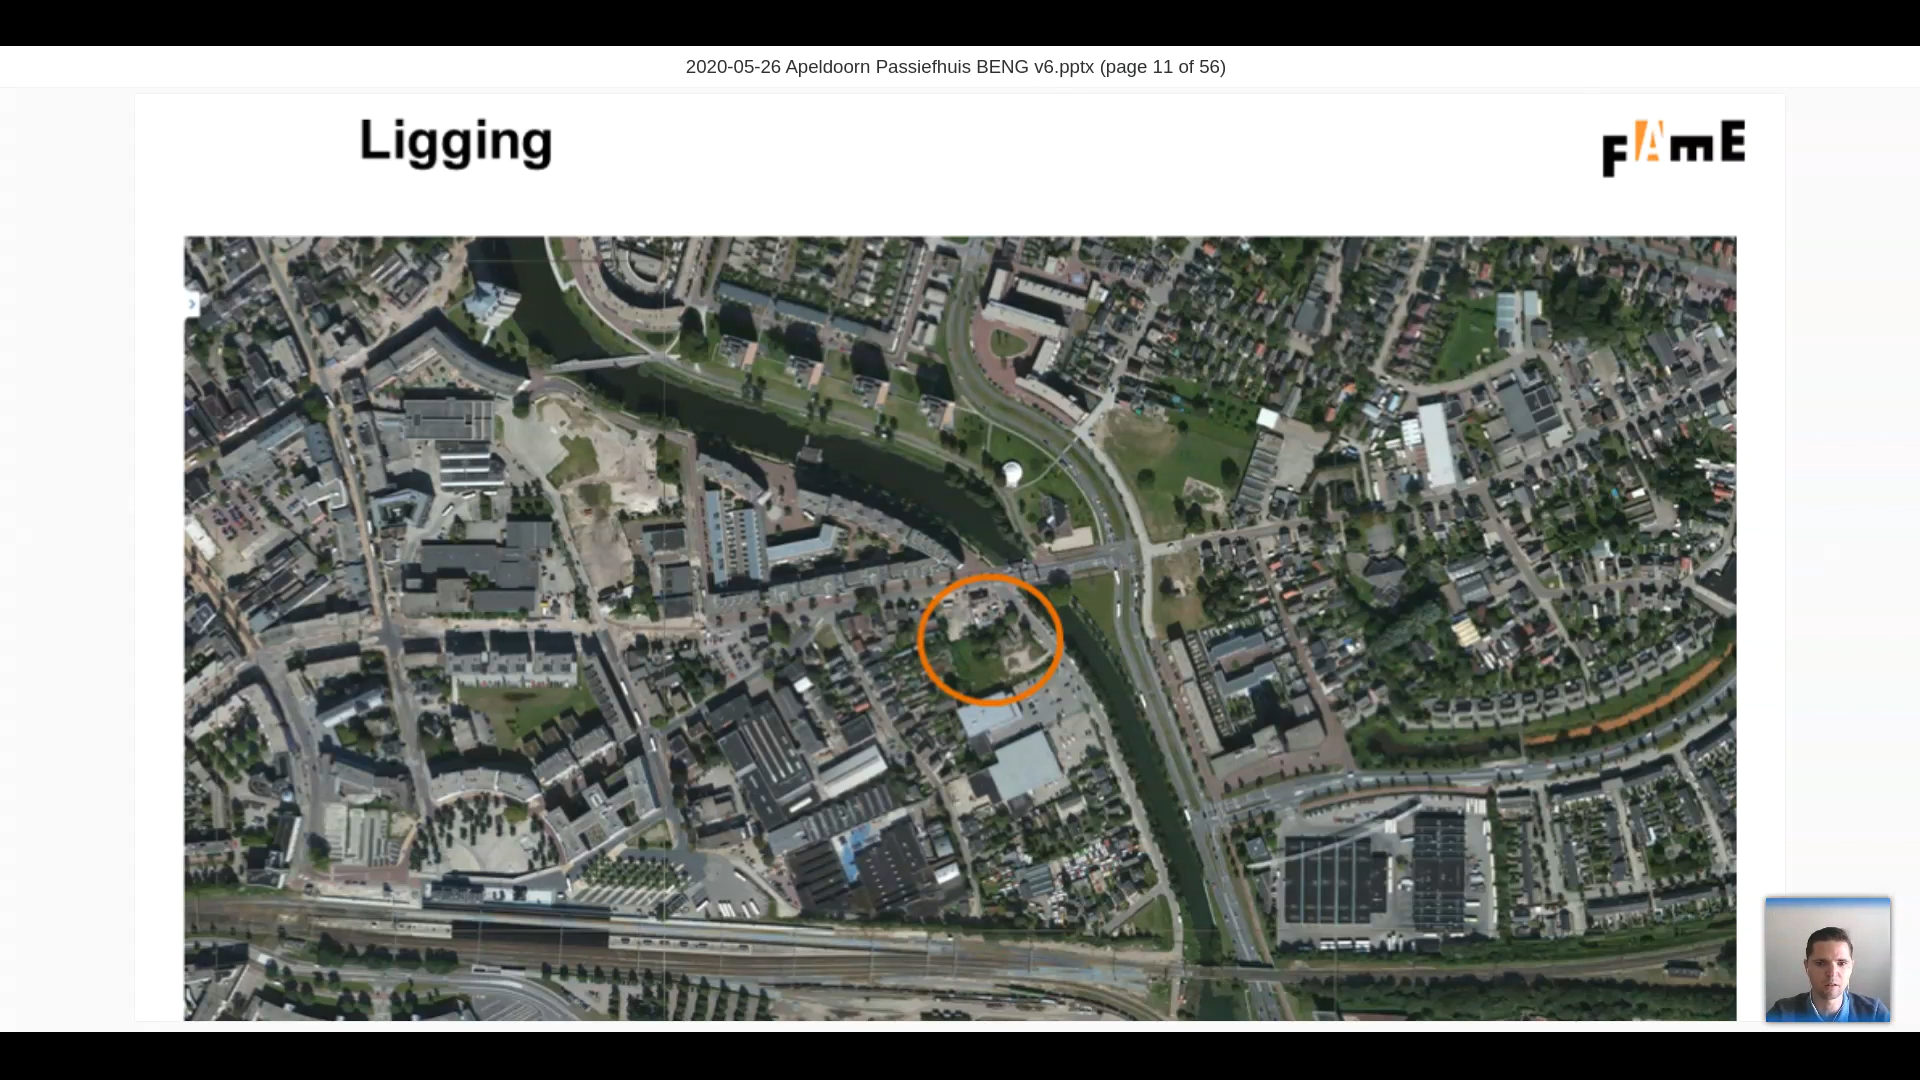 2020-05-26 Apeldoorn Passiefhuis BENG v6.pptx (page 11 of 56)
Ligging
FAmE